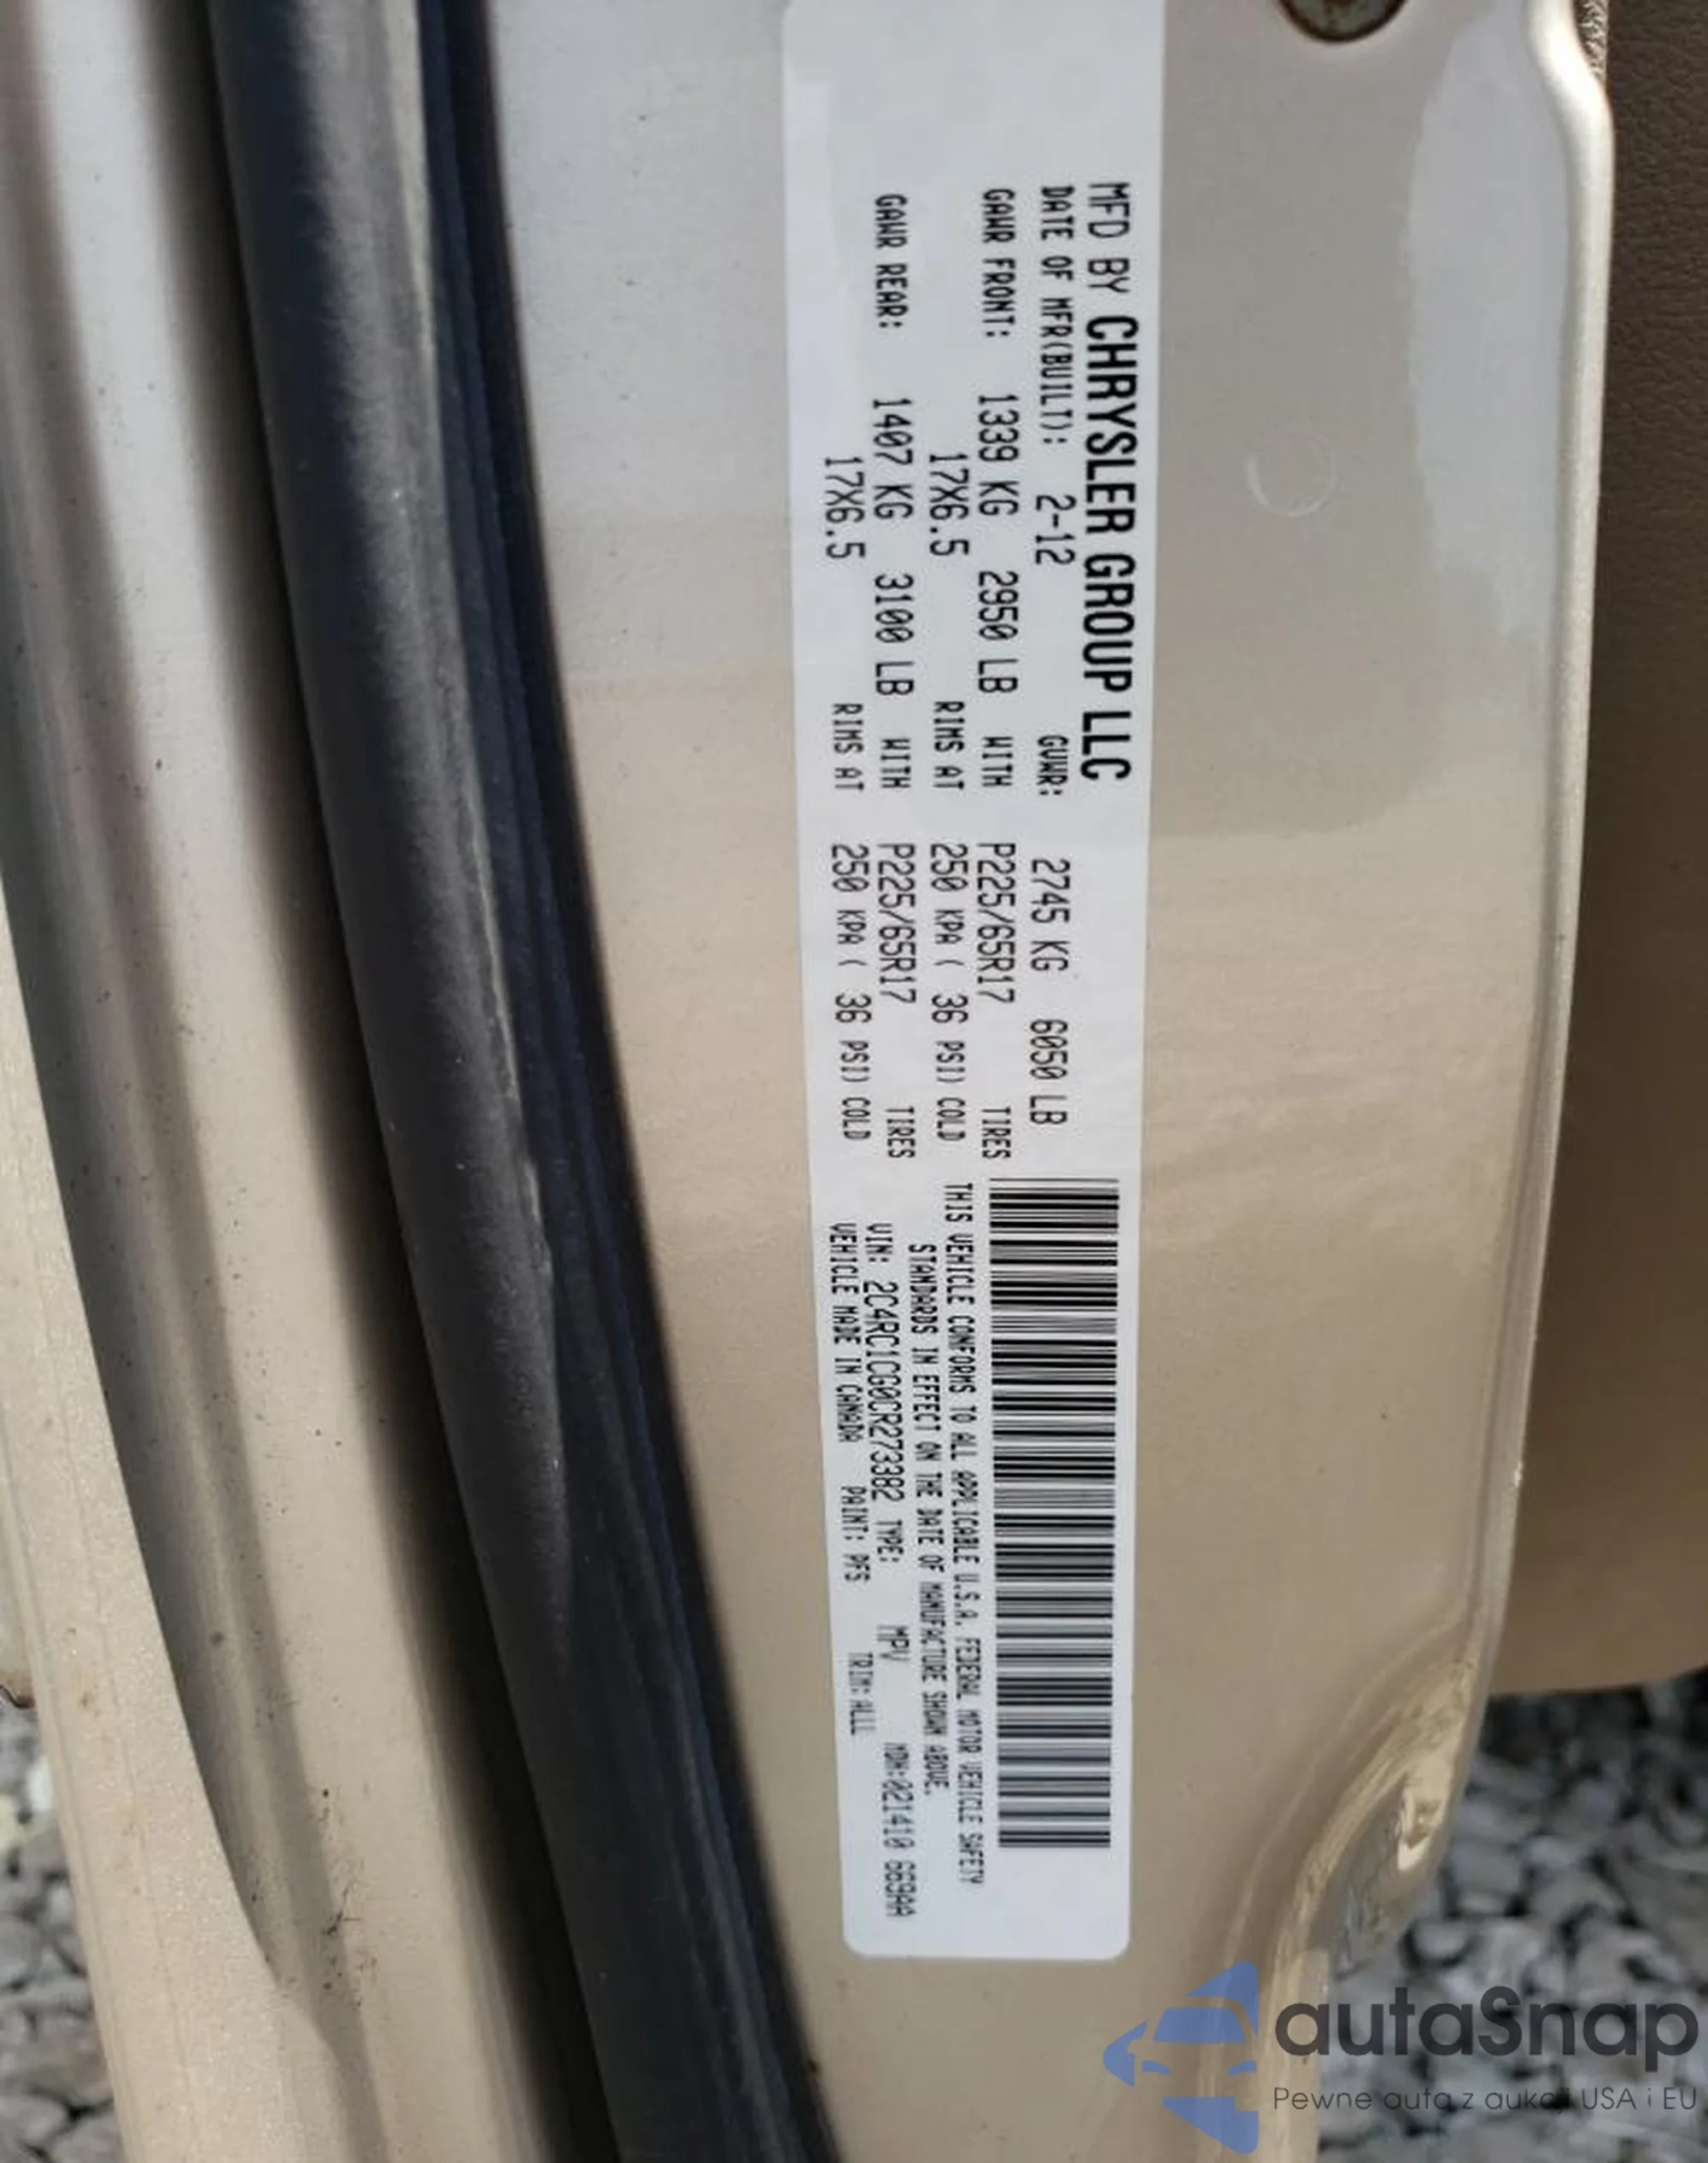 MFD BY CHRYSLER GROUP LLC
DATE OF MFR(BUILT): 2-12 GVWR: 2745 KG 6050 LB
GAWR FRONT: 1339 KG 2950 LB WITH P225/65R17 TIRES
17X6.5 RIMS AT 250 KPA ( 36 PSI) COLD
GAWR REAR: 1407 KG 3100 LB WITH P225/65R17 TIRES
17X6.5 RIMS AT 250 KPA ( 36 PSI) COLD
THIS VEHICLE CONFORMS TO ALL APPLICABLE U.S.A. FEDERAL MOTOR VEHICLE SAFETY
STANDARDS IN EFFECT ON THE DATE OF MANUFACTURE SHOWN ABOVE.
VIN: 2C4RC1CG0CR273382 TYPE: MPV MDH:021410 669AA
VEHICLE MADE IN CANADA PAINT: PFS TRIM: ALL1
autaSnap
Pewne auta z aukcji USA i EU